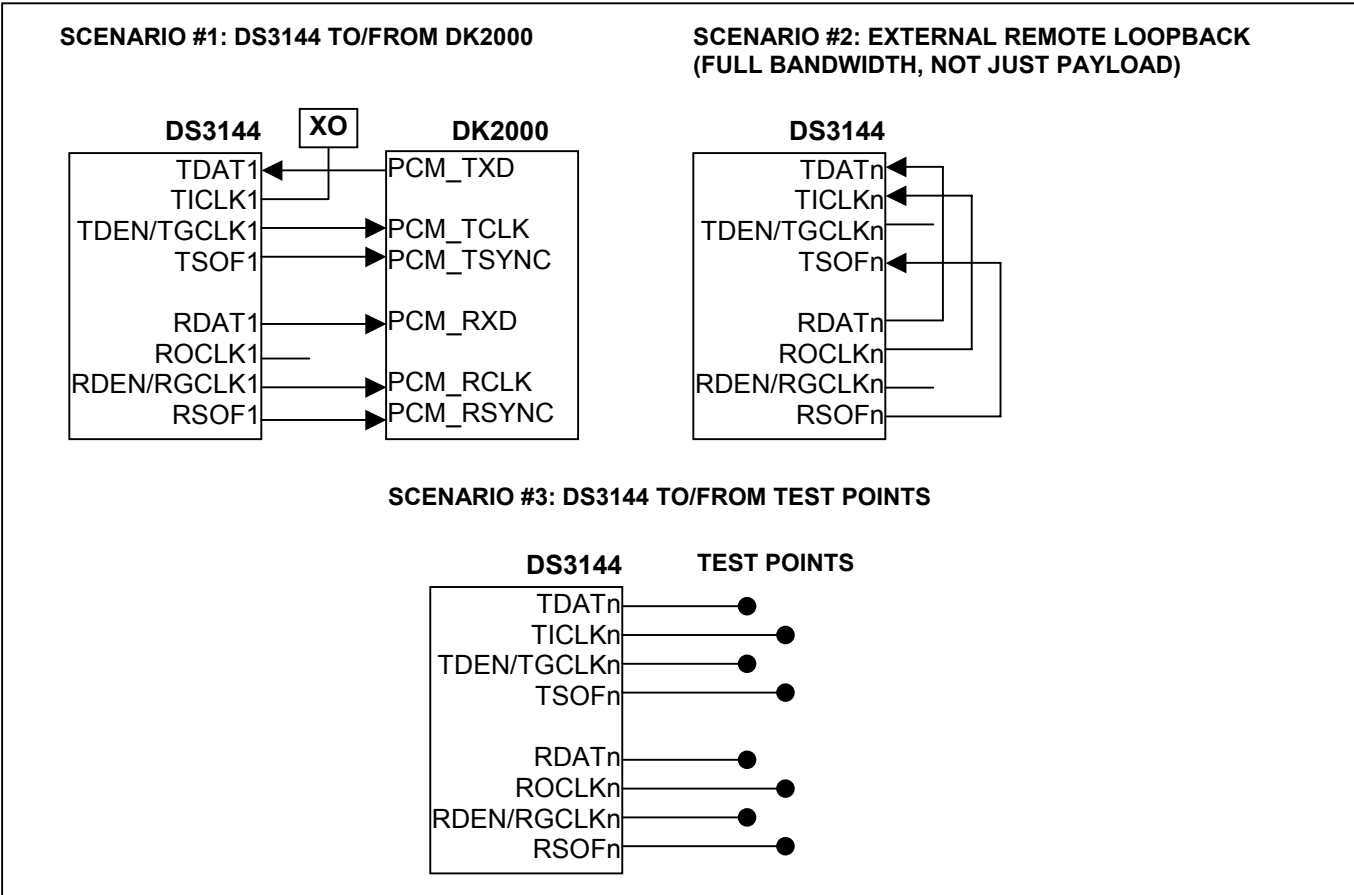 SCENARIO #1: DS3144 TO/FROM DK2000
DS3144
XO
DK2000
TDAT1
TICLK1
TDEN/TGCLK1
TSOF1
RDAT1
ROCLK1
RDEN/RGCLK1
RSOF1
PCM_TXD
PCM_TCLK
PCM_TSYNC
PCM_RXD
PCM_RCLK
PCM_RSYNC
SCENARIO #2: EXTERNAL REMOTE LOOPBACK
(FULL BANDWIDTH, NOT JUST PAYLOAD)
DS3144
TDATn
TICLKn
TDEN/TGCLKn
TSOFn
RDATn
ROCLKn
RDEN/RGCLKn
RSOFn
SCENARIO #3: DS3144 TO/FROM TEST POINTS
DS3144
TEST POINTS
TDATn
TICLKn
TDEN/TGCLKn
TSOFn
RDATn
ROCLKn
RDEN/RGCLKn
RSOFn